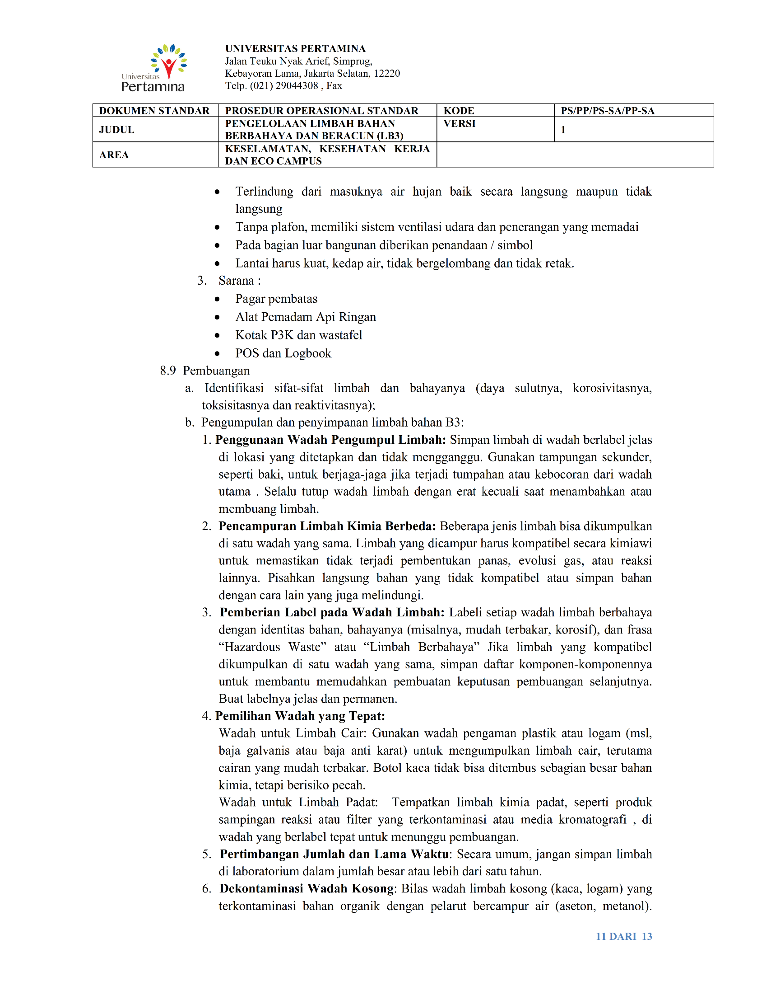 Universitas
Pertamina
UNIVERSITAS PERTAMINA
Jalan Teuku Nyak Arief, Simprug,
Kebayoran Lama, Jakarta Selatan, 12220
Telp. (021) 29044308 , Fax
DOKUMEN STANDAR PROSEDUR OPERASIONAL STANDAR KODE PS/PP/PS-SA/PP-SA
JUDUL PENGELOLAAN LIMBAH BAHAN BERBAHAYA DAN BERACUN (LB3) VERSI 1
AREA KESELAMATAN, KESEHATAN KERJA DAN ECO CAMPUS
• Terlindung dari masuknya air hujan baik secara langsung maupun tidak
langsung
• Tanpa plafon, memiliki sistem ventilasi udara dan penerangan yang memadai
• Pada bagian luar bangunan diberikan penandaan / simbol
• Lantai harus kuat, kedap air, tidak bergelombang dan tidak retak.
3. Sarana :
• Pagar pembatas
• Alat Pemadam Api Ringan
• Kotak P3K dan wastafel
• POS dan Logbook
8.9 Pembuangan
a. Identifikasi sifat-sifat limbah dan bahayanya (daya sulutnya, korosivitasnya,
toksisitasnya dan reaktivitasnya);
b. Pengumpulan dan penyimpanan limbah bahan B3:
1. Penggunaan Wadah Pengumpul Limbah: Simpan limbah di wadah berlabel jelas
di lokasi yang ditetapkan dan tidak mengganggu. Gunakan tampungan sekunder,
seperti baki, untuk berjaga-jaga jika terjadi tumpahan atau kebocoran dari wadah
utama . Selalu tutup wadah limbah dengan erat kecuali saat menambahkan atau
membuang limbah.
2. Pencampuran Limbah Kimia Berbeda: Beberapa jenis limbah bisa dikumpulkan
di satu wadah yang sama. Limbah yang dicampur harus kompatibel secara kimiawi
untuk memastikan tidak terjadi pembentukan panas, evolusi gas, atau reaksi
lainnya. Pisahkan langsung bahan yang tidak kompatibel atau simpan bahan
dengan cara lain yang juga melindungi.
3. Pemberian Label pada Wadah Limbah: Labeli setiap wadah limbah berbahaya
dengan identitas bahan, bahayanya (misalnya, mudah terbakar, korosif), dan frasa
“Hazardous Waste” atau “Limbah Berbahaya” Jika limbah yang kompatibel
dikumpulkan di satu wadah yang sama, simpan daftar komponen-komponennya
untuk membantu memudahkan pembuatan keputusan pembuangan selanjutnya.
Buat labelnya jelas dan permanen.
4. Pemilihan Wadah yang Tepat:
Wadah untuk Limbah Cair: Gunakan wadah pengaman plastik atau logam (msl,
baja galvanis atau baja anti karat) untuk mengumpulkan limbah cair, terutama
cairan yang mudah terbakar. Botol kaca tidak bisa ditembus sebagian besar bahan
kimia, tetapi berisiko pecah.
Wadah untuk Limbah Padat: Tempatkan limbah kimia padat, seperti produk
sampingan reaksi atau filter yang terkontaminasi atau media kromatografi , di
wadah yang berlabel tepat untuk menunggu pembuangan.
5. Pertimbangan Jumlah dan Lama Waktu: Secara umum, jangan simpan limbah
di laboratorium dalam jumlah besar atau lebih dari satu tahun.
6. Dekontaminasi Wadah Kosong: Bilas wadah limbah kosong (kaca, logam) yang
terkontaminasi bahan organik dengan pelarut bercampur air (aseton, metanol).
11 DARI 13